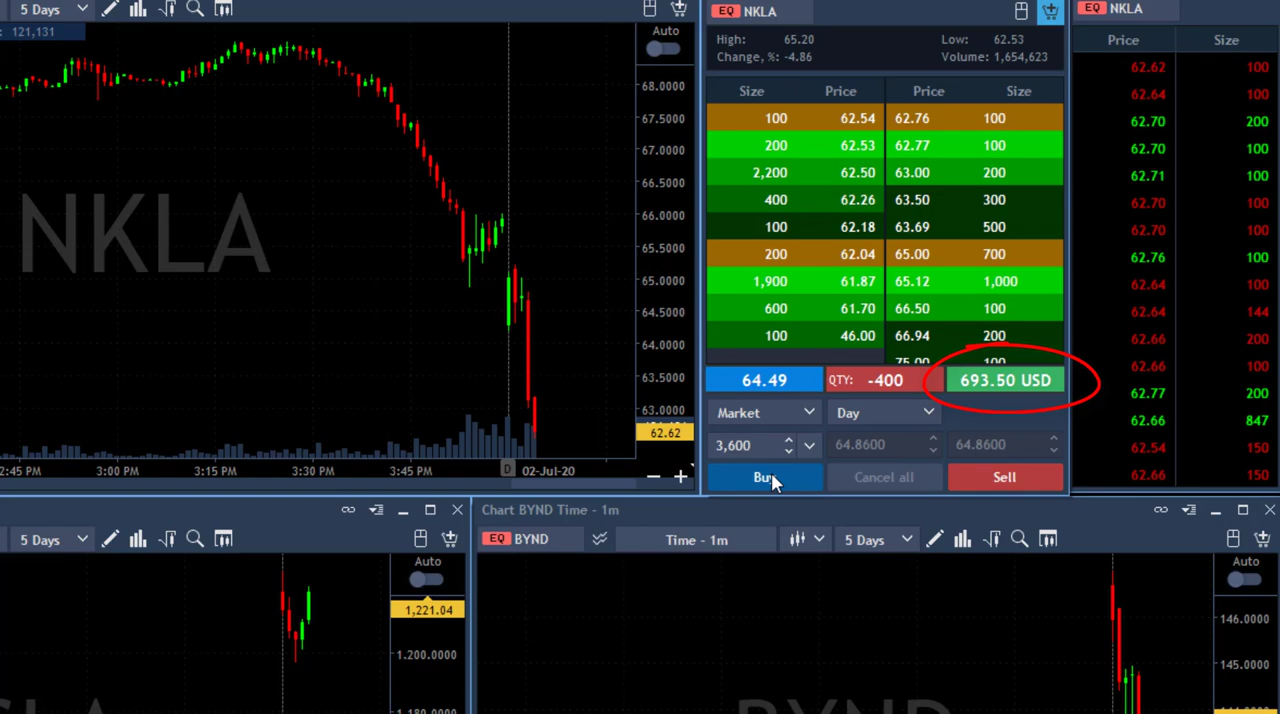 5 Days
: 121,131
Auto
68.0000
67.5000
67.0000
66.5000
66.0000
65.5000
65.0000
64.5000
64.0000
63.5000
63.0000
62.62
NKLA
2:45 PM 3:00 PM 3:15 PM 3:30 PM 3:45 PM D 02-Jul-20
EQ NKLA
High: 65.20 Low: 62.53
Change, %: -4.86 Volume: 1,654,623
Size Price Price Size
100 62.54 62.76 100
200 62.53 62.77 100
2,200 62.50 63.00 200
400 62.26 63.50 300
100 62.18 63.69 500
200 62.04 65.00 700
1,900 61.87 65.12 1,000
600 61.70 66.50 100
100 46.00 66.94 200
75.00 100
64.49 QTY: -400 693.50 USD
Market Day
3,600 64.8600 64.8600
Buy Cancel all Sell
EQ NKLA
Price Size
62.62 100
62.64 100
62.70 200
62.70 100
62.71 100
62.70 100
62.70 100
62.76 100
62.64 100
62.64 144
62.66 200
62.66 100
62.77 200
62.66 847
62.54 150
62.66 150
5 Days
Auto
1,221.04
1,200.0000
1,180.0000
Chart BYND Time - 1m
EQ BYND Time - 1m 5 Days
Auto
146.0000
145.0000
BYND